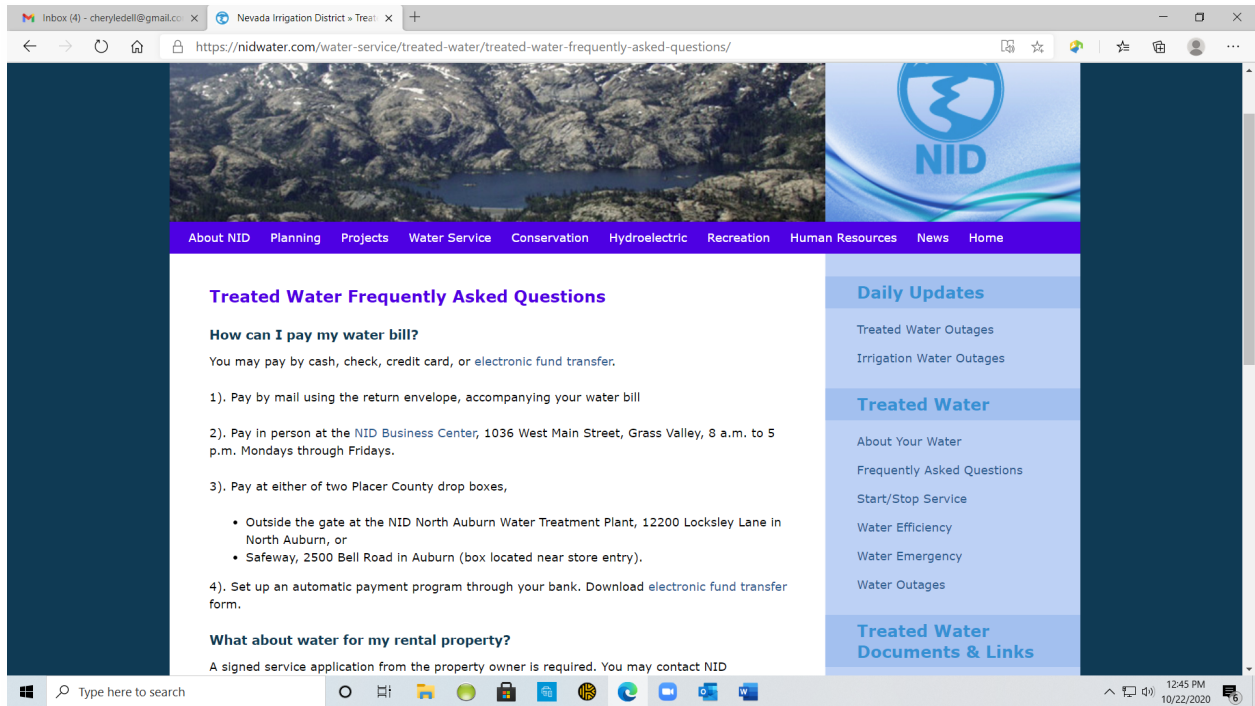 Inbox (4) - cheryledell@gmail.co
Nevada Irrigation District » Treat
https://nidwater.com/water-service/treated-water/treated-water-frequently-asked-questions/
NID
About NID Planning Projects Water Service Conservation Hydroelectric Recreation Human Resources News Home
Treated Water Frequently Asked Questions
How can I pay my water bill?
You may pay by cash, check, credit card, or electronic fund transfer.
1). Pay by mail using the return envelope, accompanying your water bill
2). Pay in person at the NID Business Center, 1036 West Main Street, Grass Valley, 8 a.m. to 5
p.m. Mondays through Fridays.
3). Pay at either of two Placer County drop boxes,
• Outside the gate at the NID North Auburn Water Treatment Plant, 12200 Locksley Lane in
North Auburn, or
• Safeway, 2500 Bell Road in Auburn (box located near store entry).
4). Set up an automatic payment program through your bank. Download electronic fund transfer
form.
What about water for my rental property?
A signed service application from the property owner is required. You may contact NID
Daily Updates
Treated Water Outages
Irrigation Water Outages
Treated Water
About Your Water
Frequently Asked Questions
Start/Stop Service
Water Efficiency
Water Emergency
Water Outages
Treated Water
Documents & Links
Type here to search
12:45 PM
10/22/2020
6